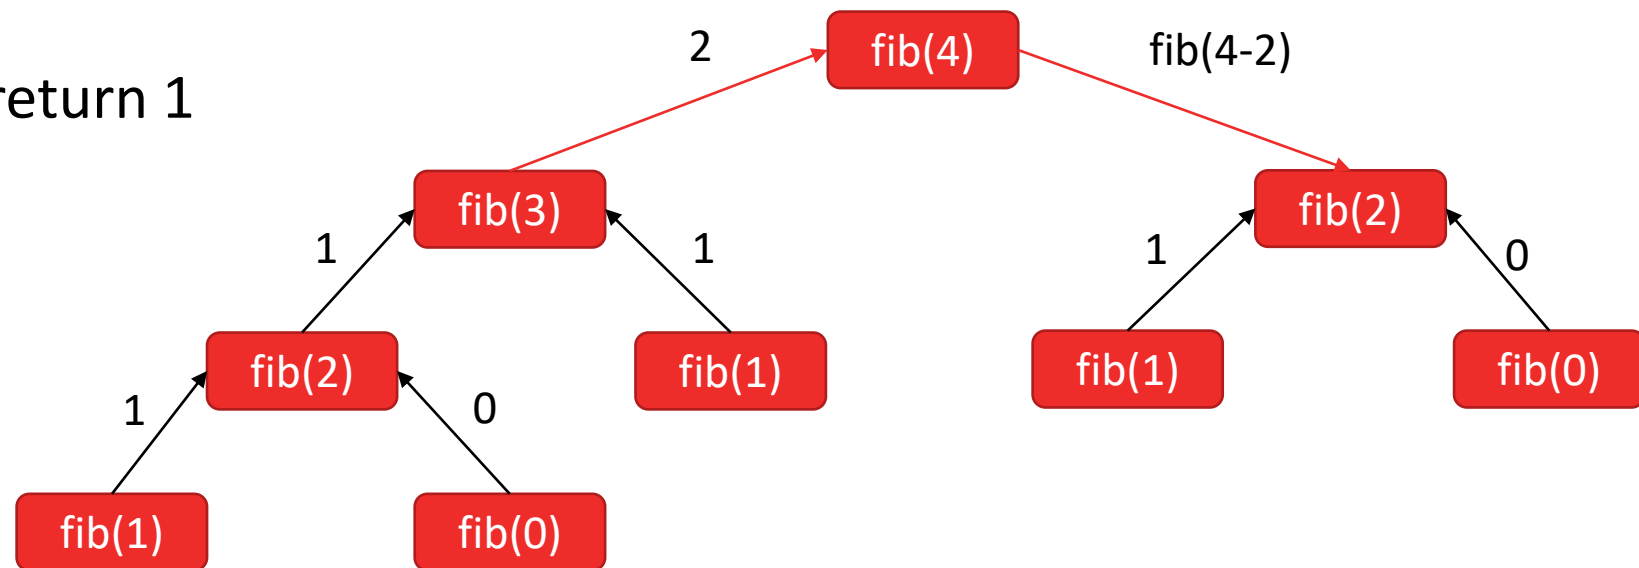 2 fib(4) fib(4-2)
return 1
fib(3) fib(2)
1 1 1 0
fib(2) fib(1) fib(1) fib(0)
1 0
fib(1) fib(0)